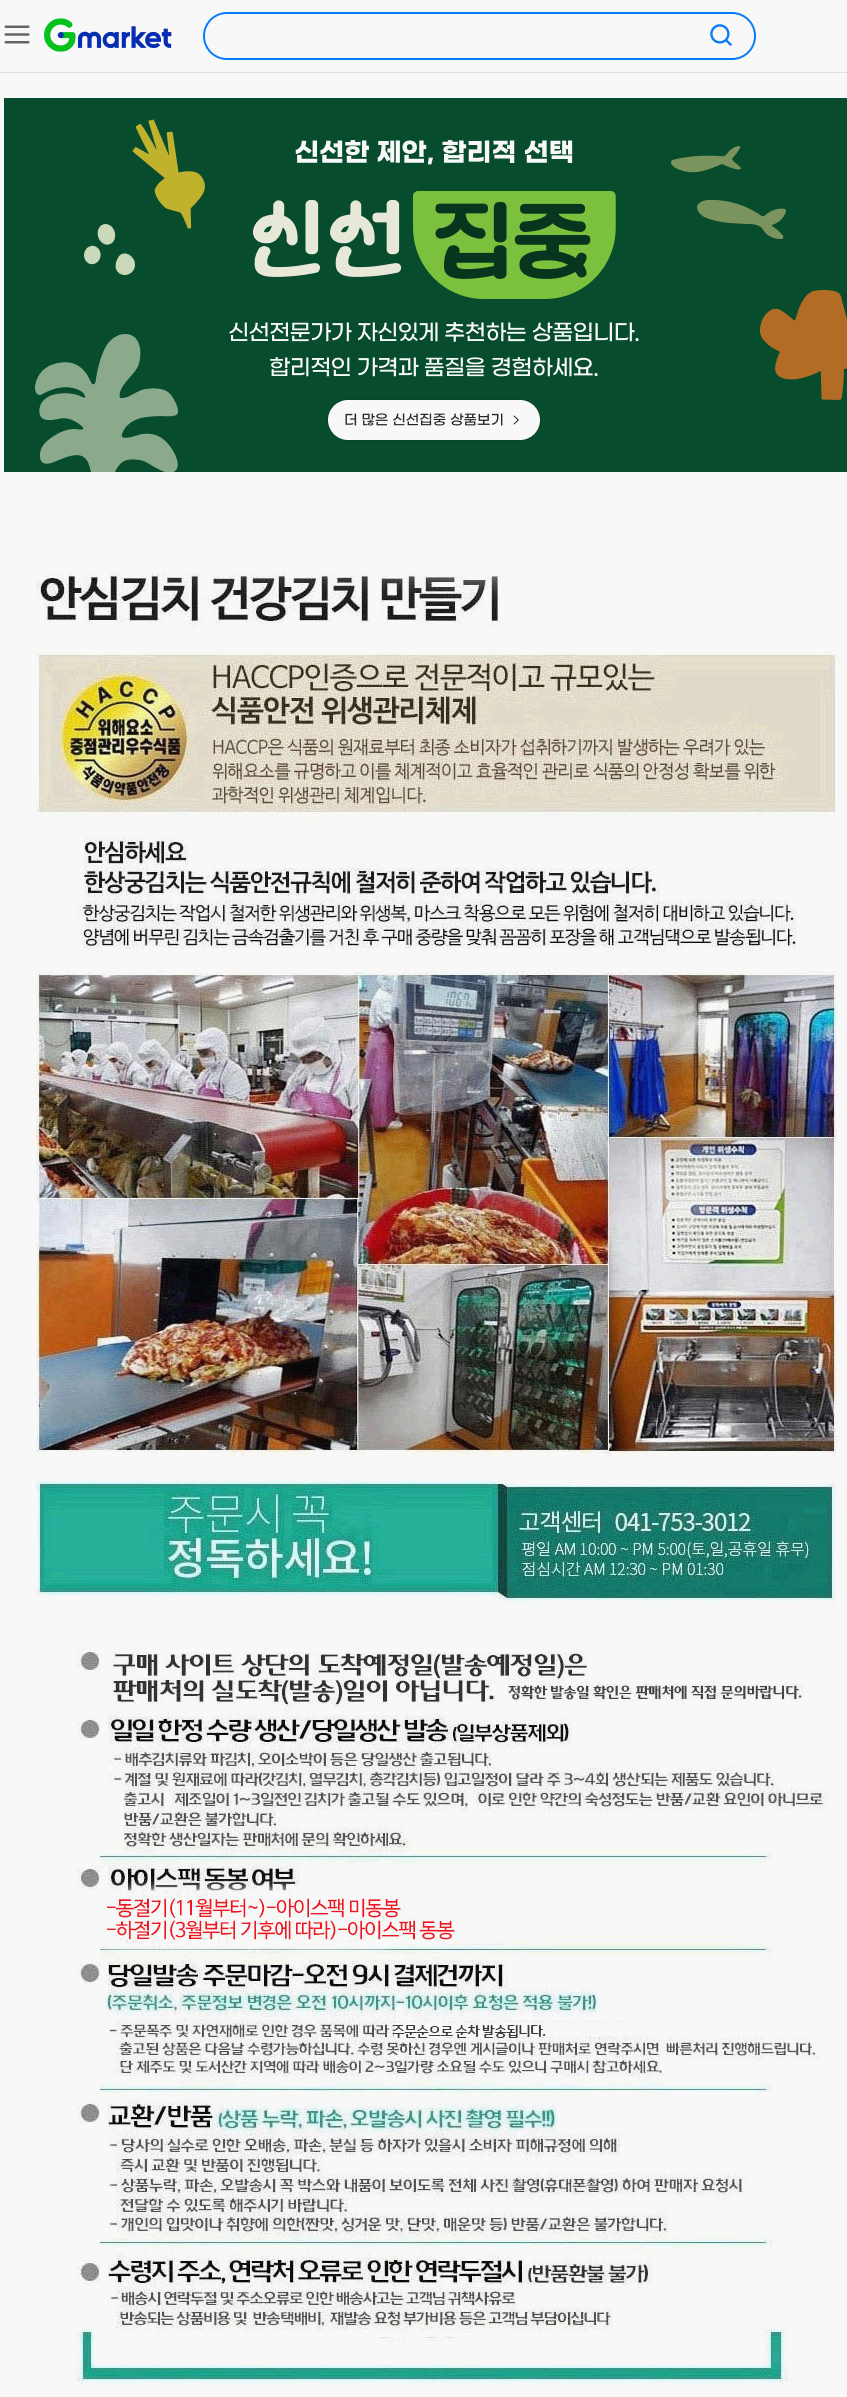 Gmarket
신선한 제안, 합리적 선택
신선집중
신선전문가가 자신있게 추천하는 상품입니다.
합리적인 가격과 품질을 경험하세요.
더 많은 신선집중 상품보기 >
안심김치 건강김치 만들기
HACCP
위해요소
중점관리우수식품
식품의약품안전청
HACCP인증으로 전문적이고 규모있는
식품안전 위생관리체제
HACCP은 식품의 원재료부터 최종 소비자가 섭취하기까지 발생하는 우려가 있는
위해요소를 규명하고 이를 체계적이고 효율적인 관리로 식품의 안정성 확보를 위한
과학적인 위생관리 체계입니다.
안심하세요
한상궁김치는 식품안전규칙에 철저히 준하여 작업하고 있습니다.
한상궁김치는 작업시 철저한 위생관리와 위생복, 마스크 착용으로 모든 위험에 철저히 대비하고 있습니다.
양념에 버무린 김치는 금속검출기를 거친 후 구매 중량을 맞춰 꼼꼼히 포장을 해 고객님댁으로 발송됩니다.
개인 위생수칙
방문객 위생수칙
주문시 꼭
정독하세요!
고객센터 041-753-3012
평일 AM 10:00 ~ PM 5:00(토,일,공휴일 휴무)
점심시간 AM 12:30 ~ PM 01:30
구매 사이트 상단의 도착예정일(발송예정일)은
판매처의 실도착(발송)일이 아닙니다. 정확한 발송일 확인은 판매처에 직접 문의바랍니다.
일일 한정 수량 생산/당일생산 발송 (일부상품제외)
- 배추김치류와 파김치, 오이소박이 등은 당일생산 출고됩니다.
- 계절 및 원재료에 따라(갓김치, 열무김치, 총각김치등) 입고일정이 달라 주 3~4회 생산되는 제품도 있습니다.
출고시 제조일이 1~3일전인 김치가 출고될 수도 있으며, 이로 인한 약간의 숙성정도는 반품/교환 요인이 아니므로
반품/교환은 불가합니다.
정확한 생산일자는 판매처에 문의 확인하세요.
아이스팩 동봉 여부
-동절기(11월부터~)-아이스팩 미동봉
-하절기(3월부터 기후에 따라)-아이스팩 동봉
당일발송 주문마감-오전 9시 결제건까지
(주문취소, 주문정보 변경은 오전 10시까지-10시이후 요청은 적용 불가!)
- 주문폭주 및 자연재해로 인한 경우 품목에 따라 주문순으로 순차 발송됩니다.
출고된 상품은 다음날 수령가능하십니다. 수령 못하신 경우엔 게시글이나 판매처로 연락주시면 빠른처리 진행해드립니다.
단 제주도 및 도서산간 지역에 따라 배송이 2~3일가량 소요될 수도 있으니 구매시 참고하세요.
교환/반품 (상품 누락, 파손, 오발송시 사진 촬영 필수!!)
- 당사의 실수로 인한 오배송, 파손, 분실 등 하자가 있을시 소비자 피해규정에 의해
즉시 교환 및 반품이 진행됩니다.
- 상품누락, 파손, 오발송시 꼭 박스와 내품이 보이도록 전체 사진 촬영(휴대폰촬영) 하여 판매자 요청시
전달할 수 있도록 해주시기 바랍니다.
- 개인의 입맛이나 취향에 의한(짠맛, 싱거운 맛, 단맛, 매운맛 등) 반품/교환은 불가합니다.
수령지 주소, 연락처 오류로 인한 연락두절시 (반품환불 불가)
- 배송시 연락두절 및 주소오류로 인한 배송사고는 고객님 귀책사유로
반송되는 상품비용 및 반송택배비, 재발송 요청 부가비용 등은 고객님 부담이십니다